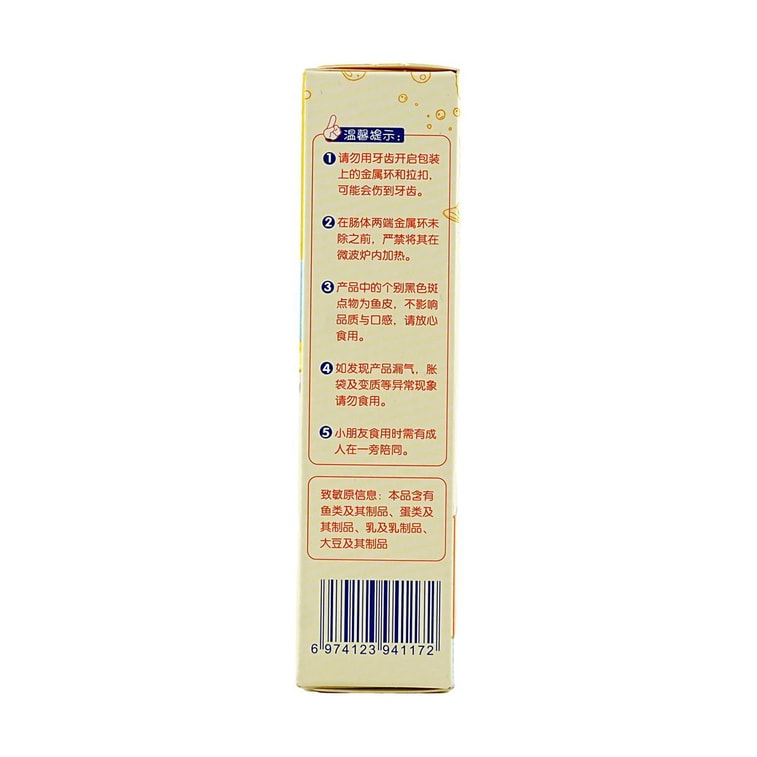 温馨提示：
1 请勿用牙齿开启包装
上的金属环和拉扣，
可能会伤到牙齿。
2 在肠体两端金属环未
除之前，严禁将其在
微波炉内加热。
3 产品中的个别黑色斑
点物为鱼皮，不影响
品质与口感，请放心
食用。
4 如发现产品漏气，胀
袋及变质等异常现象
请勿食用。
5 小朋友食用时需有成
人在一旁陪同。
致敏原信息：本品含有
鱼类及其制品、蛋类及
其制品、乳及乳制品、
大豆及其制品
6 974123 941172